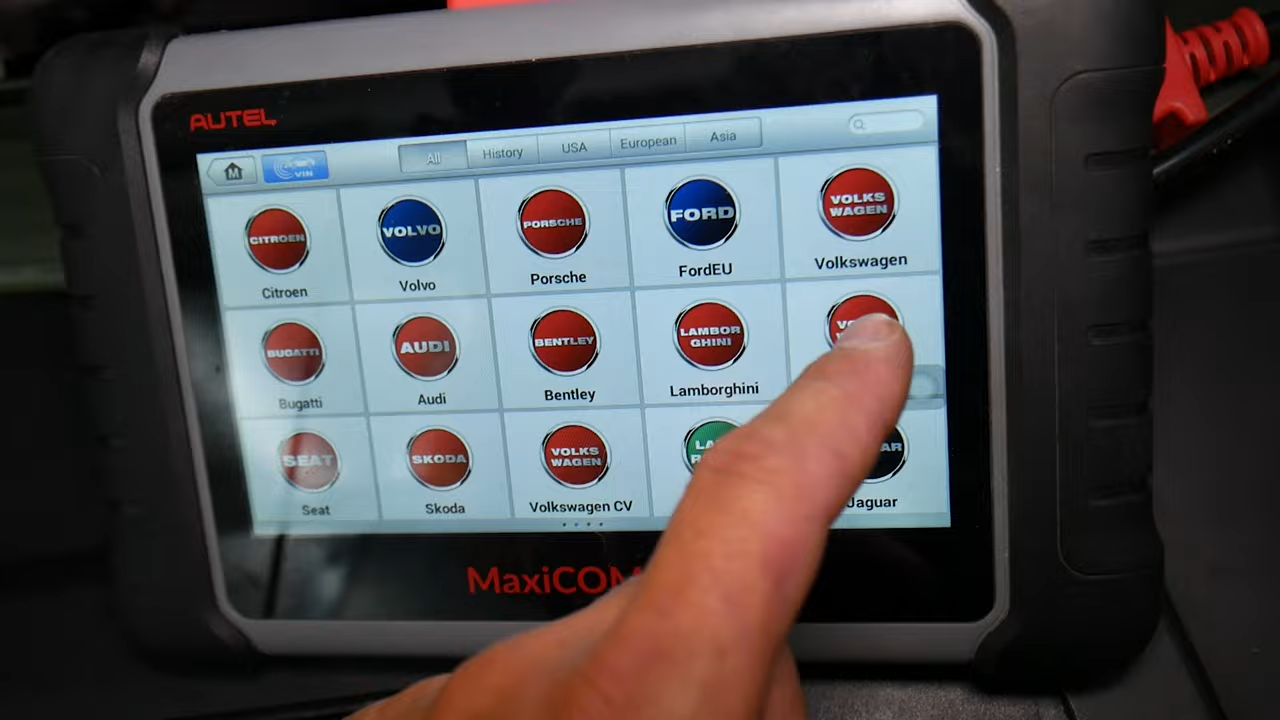 AUTEL
VIN
All
History
USA
European
Asia
CITROEN
VOLVO
PORSCHE
FORD
VOLKS
WAGEN
Citroen
Volvo
Porsche
FordEU
Volkswagen
BUGATTI
AUDI
BENTLEY
LAMBOR
GHINI
Bugatti
Audi
Bentley
Lamborghini
SEAT
SKODA
VOLKS
WAGEN
Seat
Skoda
Volkswagen CV
Jaguar